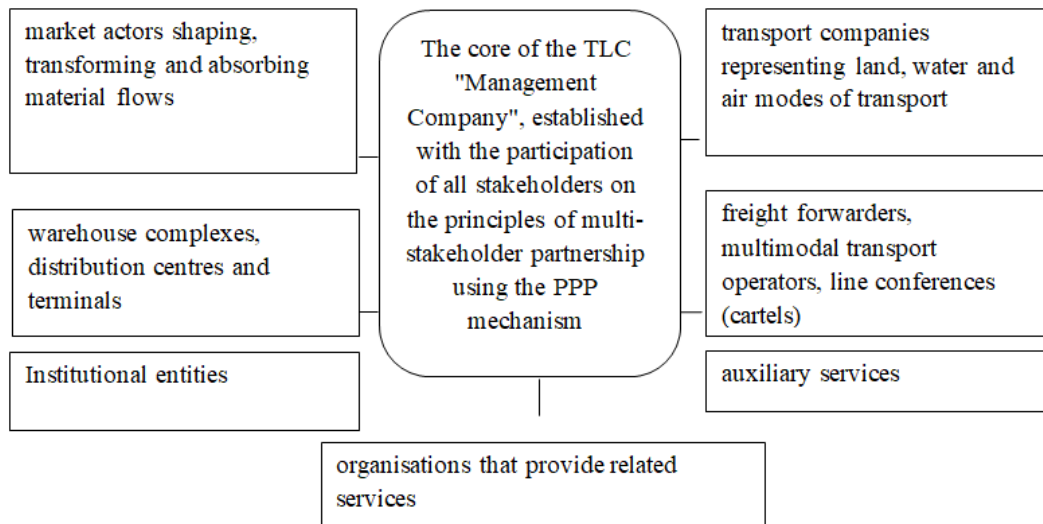 market actors shaping,
transforming and absorbing
material flows
The core of the TLC
"Management
Company", established
with the participation
of all stakeholders on
the principles of multi-
stakeholder partnership
using the PPP
mechanism
transport companies
representing land, water and
air modes of transport
warehouse complexes,
distribution centres and
terminals
freight forwarders,
multimodal transport
operators, line conferences
(cartels)
Institutional entities
auxiliary services
organisations that provide related
services